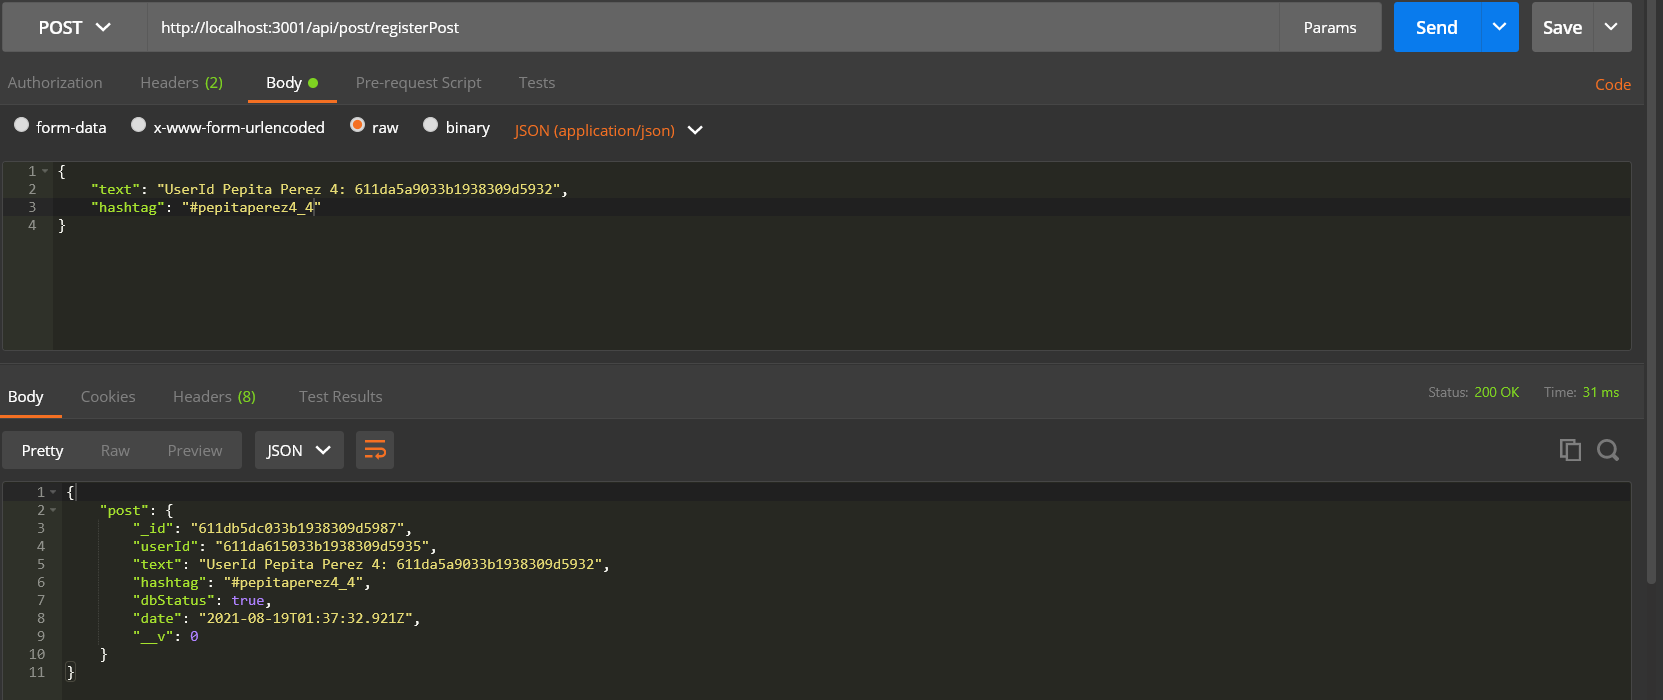 POST http://localhost:3001/api/post/registerPost Params Send Save
Authorization Headers (2) Body Pre-request Script Tests Code
form-data x-www-form-urlencoded raw binary JSON (application/json)
1 {
2 "text": "UserId Pepita Perez 4: 611da5a9033b1938309d5932",
3 "hashtag": "#pepitaperez4_4"
4 }
Body Cookies Headers (8) Test Results Status: 200 OK Time: 31 ms
Pretty Raw Preview JSON
1 {
2 "post": {
3 "_id": "611db5dc033b1938309d5987",
4 "userId": "611da615033b1938309d5935",
5 "text": "UserId Pepita Perez 4: 611da5a9033b1938309d5932",
6 "hashtag": "#pepitaperez4_4",
7 "dbStatus": true,
8 "date": "2021-08-19T01:37:32.921Z",
9 "__v": 0
10 }
11 }